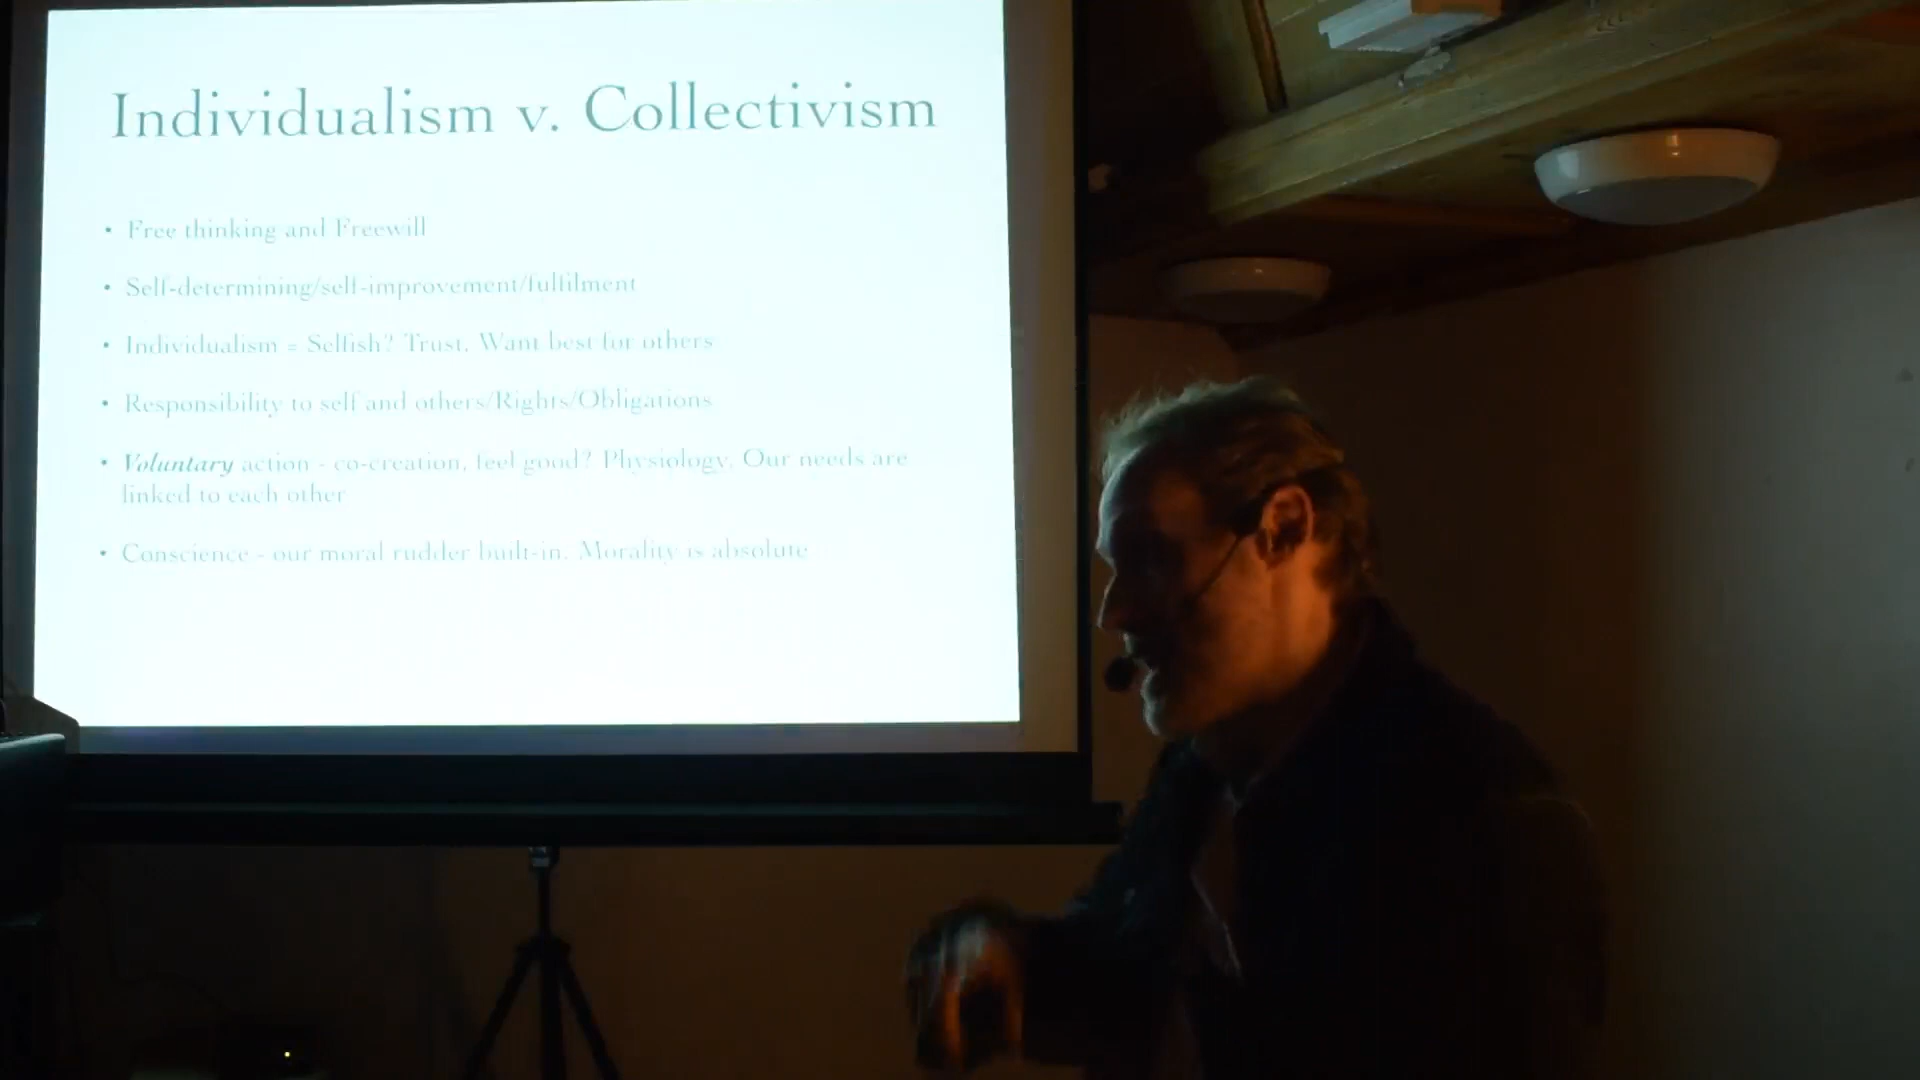 Individualism v. Collectivism
• Free thinking and Freewill
• Self-determining/self-improvement/fulfilment
• Individualism = Selfish? Trust. Want best for others
• Responsibility to self and others/Rights/Obligations
• Voluntary action - co-creation, feel good? Physiology. Our needs are
linked to each other
• Conscience - our moral rudder built-in. Morality is absolute